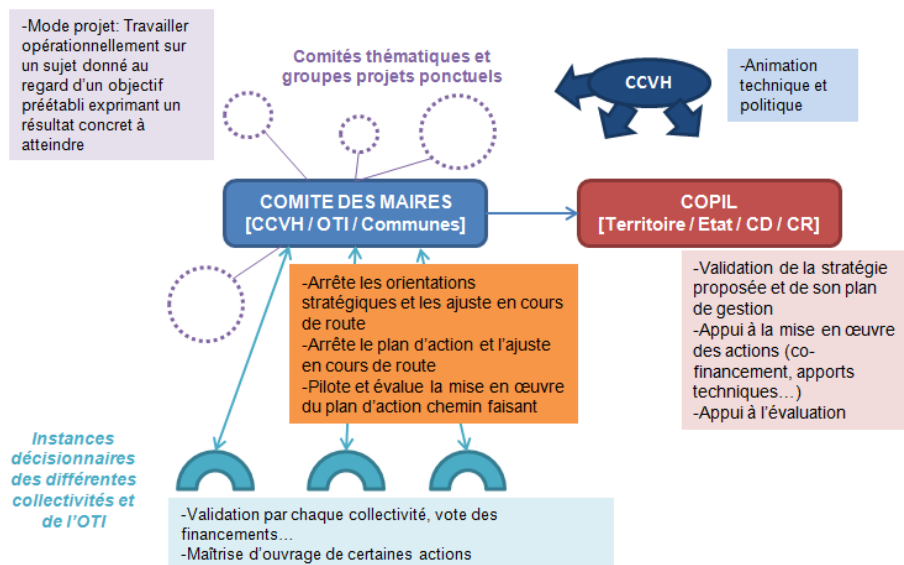 -Mode projet: Travailler
opérationnellement sur
un sujet donné au
regard d'un objectif
préétabli exprimant un
résultat concret à
atteindre
Comités thématiques et
groupes projets ponctuels
CCVH
-Animation
technique et
politique
COMITE DES MAIRES
[CCVH / OTI / Communes]
COPIL
[Territoire / Etat / CD / CR]
-Arrête les orientations
stratégiques et les ajuste en cours
de route
-Arrête le plan d'action et l'ajuste
en cours de route
-Pilote et évalue la mise en œuvre
du plan d'action chemin faisant
-Validation de la stratégie
proposée et de son plan
de gestion
-Appui à la mise en œuvre
des actions (co-
financement, apports
techniques…)
-Appui à l'évaluation
Instances
décisionnaires
des différentes
collectivités et
de l'OTI
-Validation par chaque collectivité, vote des
financements…
-Maîtrise d'ouvrage de certaines actions